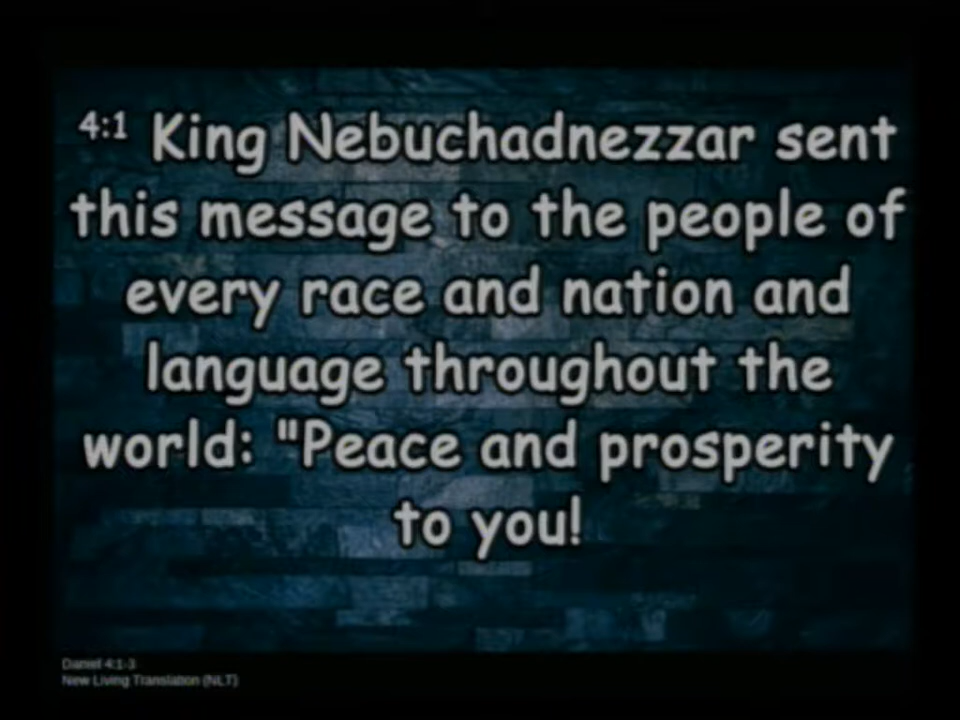 4:1 King Nebuchadnezzar sent
this message to the people of
every race and nation and
language throughout the
world: "Peace and prosperity
to you!
Daniel 4:1-3
New Living Translation (NLT)